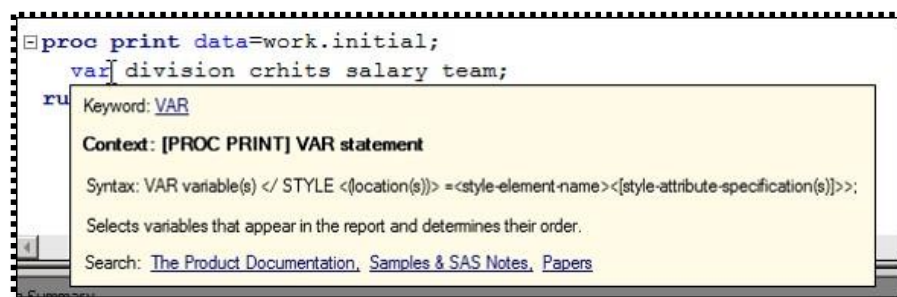 proc print data=work.initial;
var division crhits salary team;
ru
Keyword: VAR
Context: [PROC PRINT] VAR statement
Syntax: VAR variable(s) </ STYLE <(location(s))> =<style-element-name><[style-attribute-specification(s)]>>;
Selects variables that appear in the report and determines their order.
Search: The Product Documentation, Samples & SAS Notes, Papers
Summary